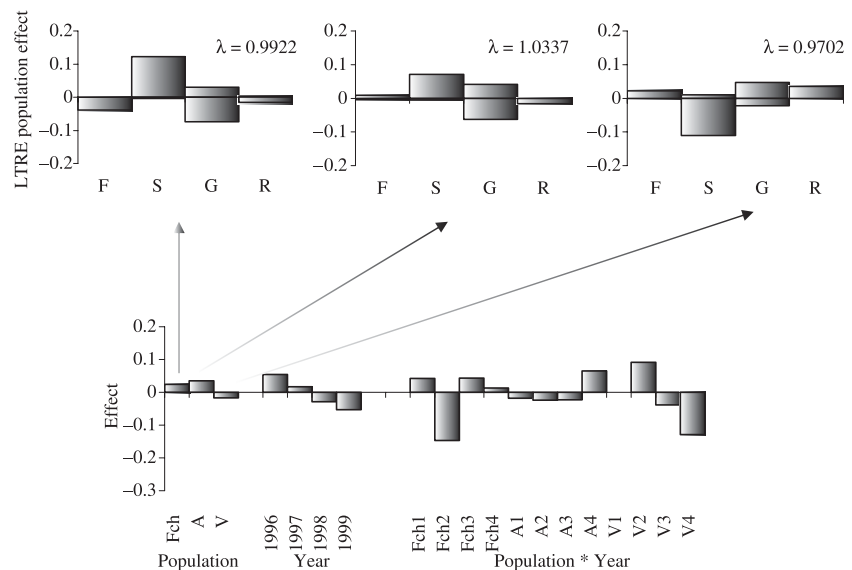 LTRE population effect
0.2
0.1
0
−0.1
−0.2
λ = 0.9922
F S G R
0.2
0.1
0
−0.1
−0.2
λ = 1.0337
F S G R
0.2
0.1
0
−0.1
−0.2
λ = 0.9702
F S G R
Effect
0.2
0.1
0
−0.1
−0.2
−0.3
Fch A V
1996 1997 1998 1999
Fch1 Fch2 Fch3 Fch4 A1 A2 A3 A4 V1 V2 V3 V4
Population Year Population * Year